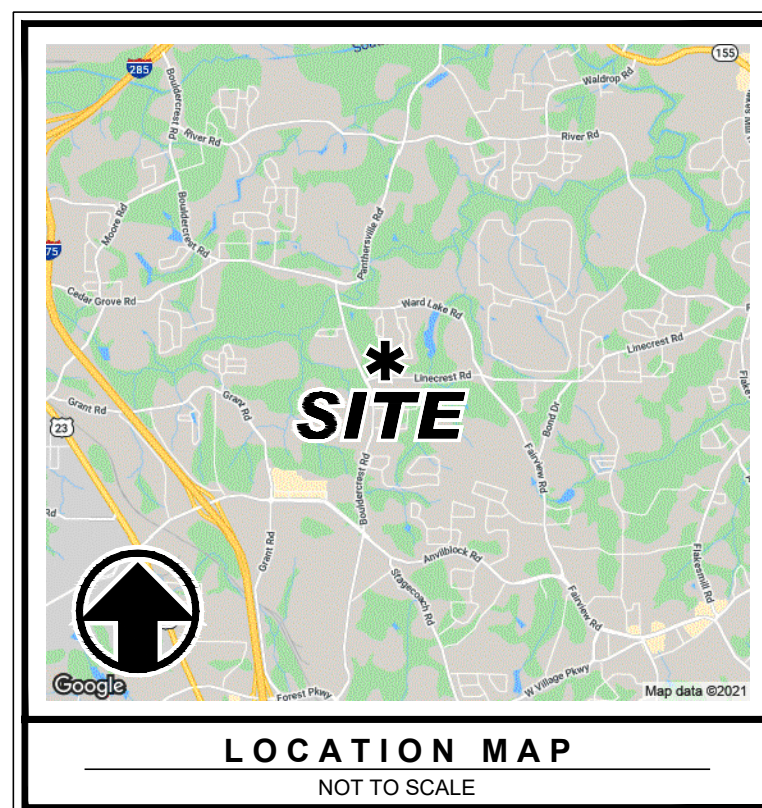 South
155
285
Waldrop Rd
Bouldercrest Rd
River Rd
River Rd
Panthersville Rd
Moore Rd
Bouldercrest Rd
75
Cedar Grove Rd
Ward Lake Rd
Linecrest Rd
*
Linecrest Rd
SITE
Grant Rd
Grant Rd
Bond Dr
23
Fairview Rd
Bouldercrest Rd
Rd
Grant Rd
Anvilblock Rd
Stagecoach Rd
Flakesmill Rd
Fairview Rd
W Village Pkwy
Forest Pkwy
Google
Map data ©2021
LOCATION MAP
NOT TO SCALE